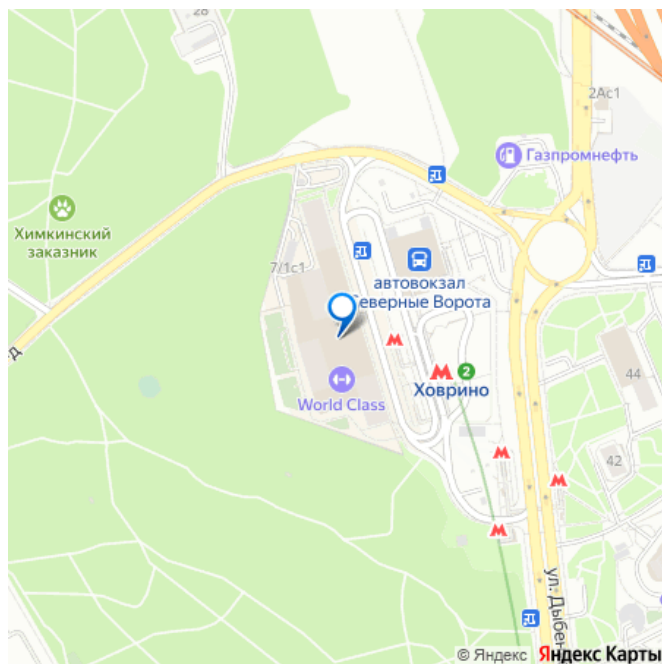 28
2Ас1
Газпромнефть
Химкинский
заказник
7/1с1
автовокзал
Северные Ворота
2
Ховрино
World Class
44
42
ул. Дыбен
© Яндекс Яндекс Карты